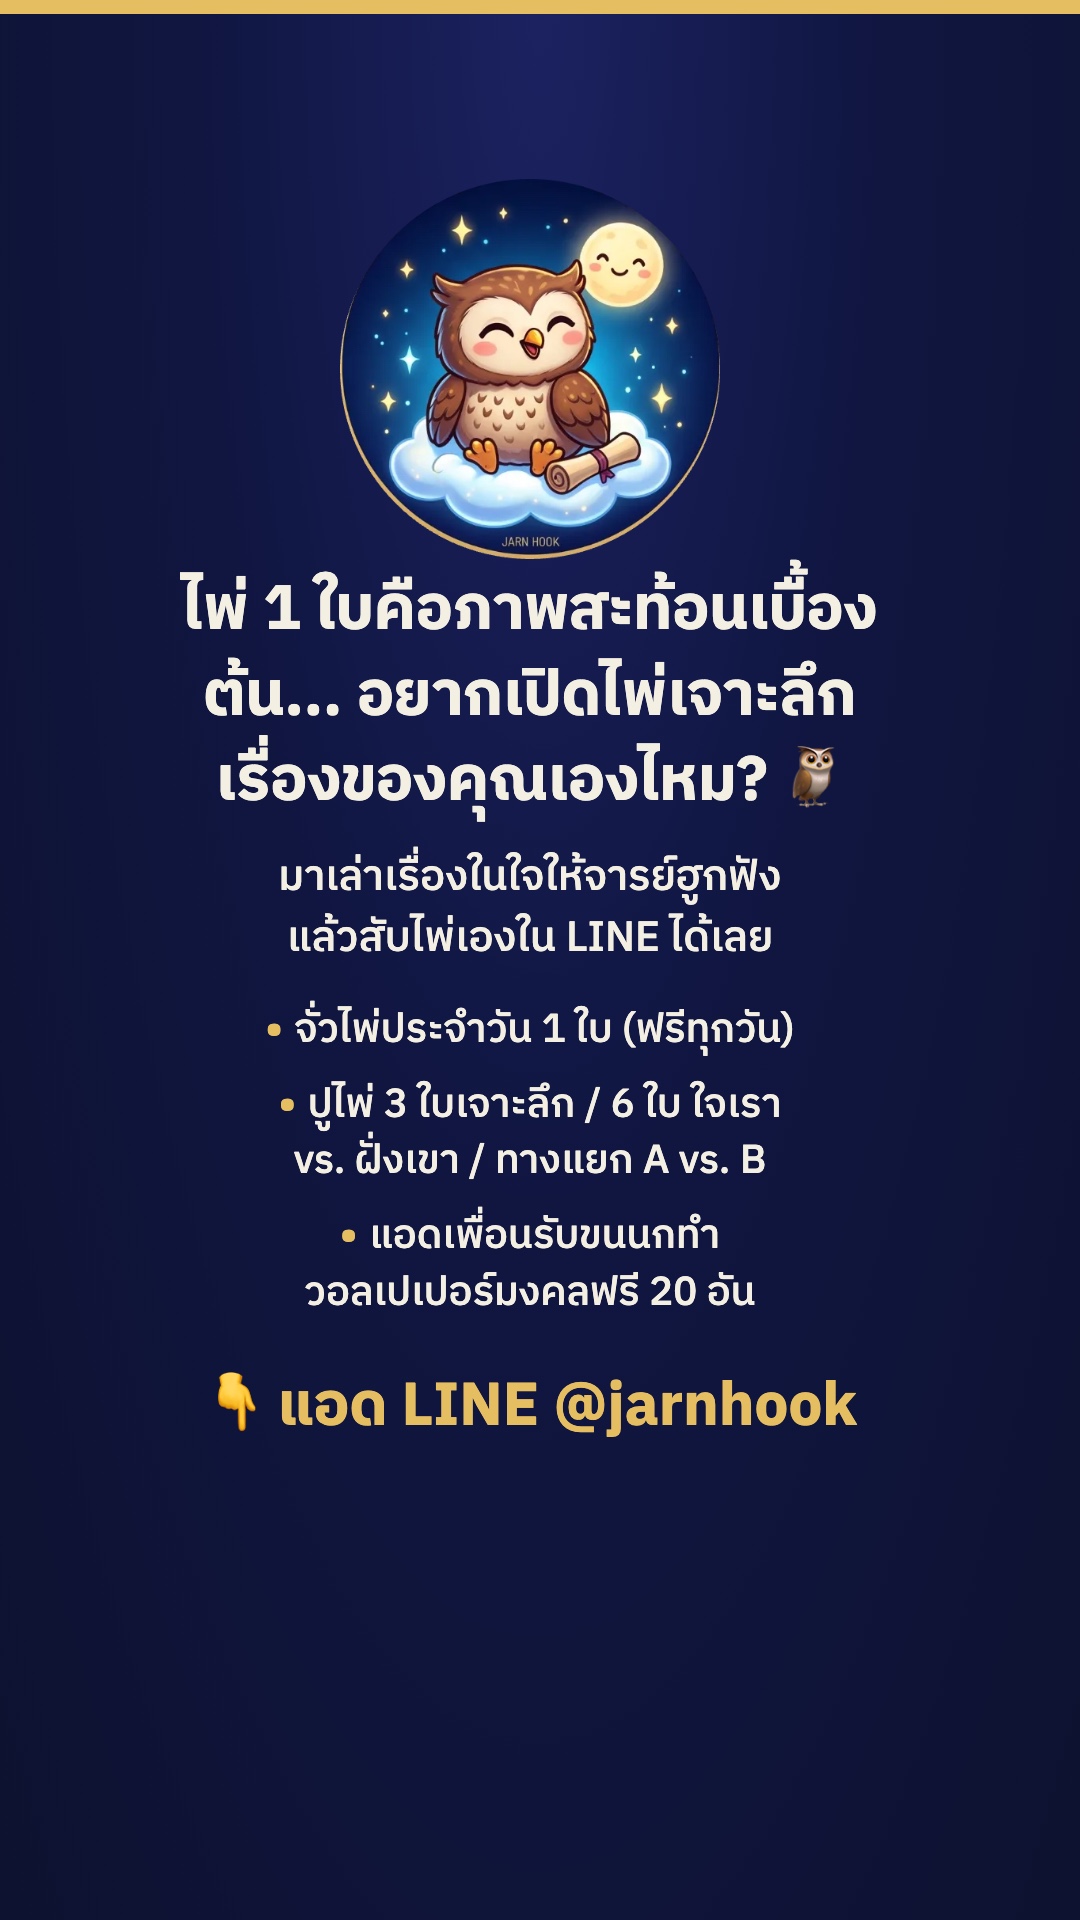 JARN HOOK
ไพ่ 1 ใบคือภาพสะท้อนเบื้อง
ต้น... อยากเปิดไพ่เจาะลึก
เรื่องของคุณเองไหม? 🦉
มาเล่าเรื่องในใจให้จารย์ฮูกฟัง
แล้วสับไพ่เองใน LINE ได้เลย
• จั่วไพ่ประจำวัน 1 ใบ (ฟรีทุกวัน)
• ปูไพ่ 3 ใบเจาะลึก / 6 ใบ ใจเรา
vs. ฝั่งเขา / ทางแยก A vs. B
• แอดเพื่อนรับขนนกทำ
วอลเปเปอร์มงคลฟรี 20 อัน
👇 แอด LINE @jarnhook